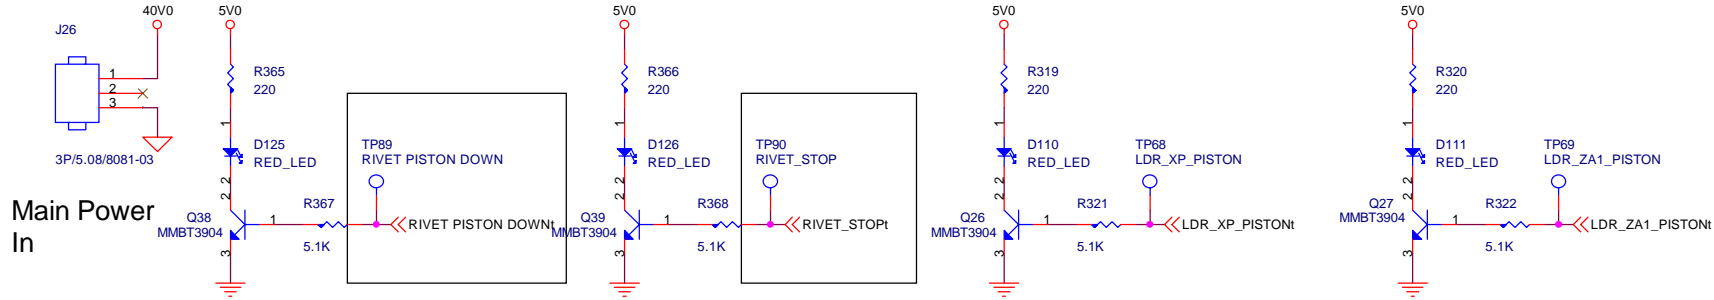 J26
40V0
1
2
3
3P/5.08/8081-03
Main Power
In
5V0
R365
220
1
D125
RED_LED
2
2
Q38
MMBT3904
1
3
R367
5.1K
TP89
RIVET PISTON DOWN
RIVET PISTON DOWNt
5V0
R366
220
1
D126
RED_LED
2
2
Q39
MMBT3904
1
3
R368
5.1K
TP90
RIVET_STOP
RIVET_STOPt
5V0
R319
220
1
D110
RED_LED
2
2
Q26
MMBT3904
1
3
R321
5.1K
TP68
LDR_XP_PISTON
LDR_XP_PISTONt
5V0
R320
220
1
D111
RED_LED
2
2
Q27
MMBT3904
1
3
R322
5.1K
TP69
LDR_ZA1_PISTON
LDR_ZA1_PISTONt